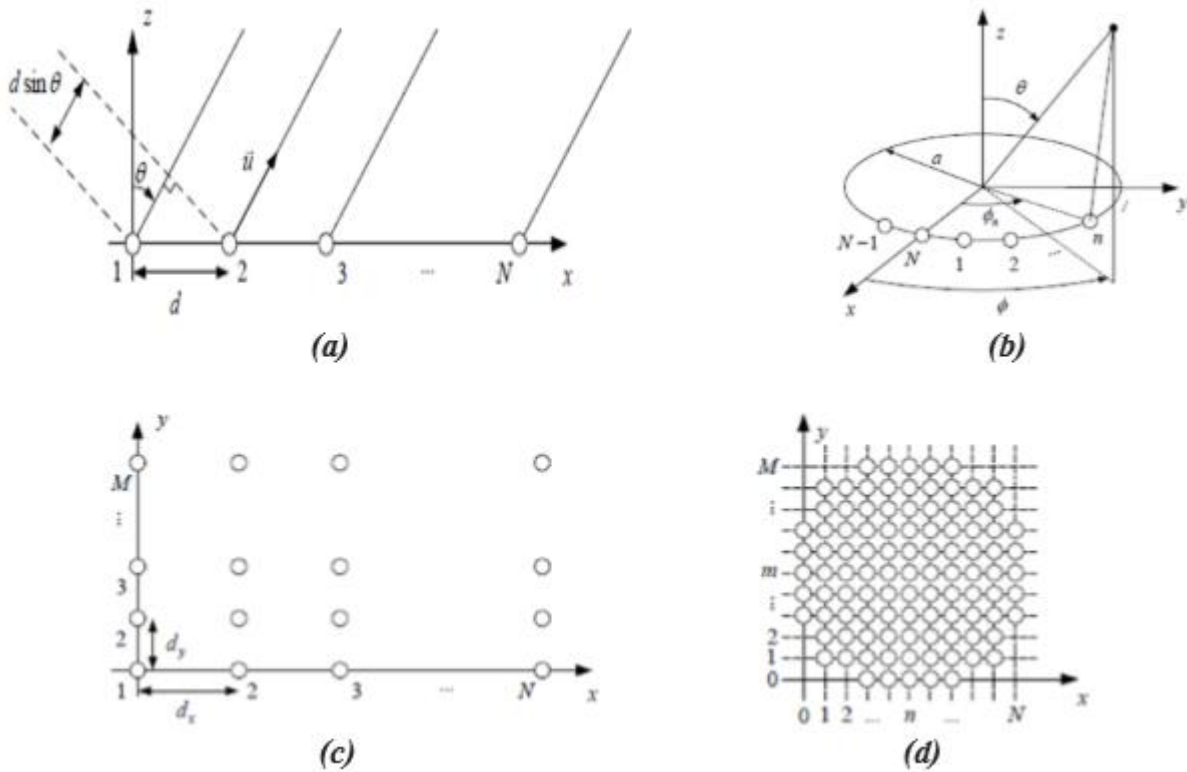 z
d sin θ
θ
u⃗
1
2
3
...
N
x
d
(a)
z
θ
a
y
ϕₙ
n
N−1
N
1
2
...
x
ϕ
(b)
y
M
...
3
2
d_y
1
2
3
...
N
x
d_x
(c)
y
M
⋮
m
⋮
2
1
0
x
0 1 2 ... n ... N
(d)